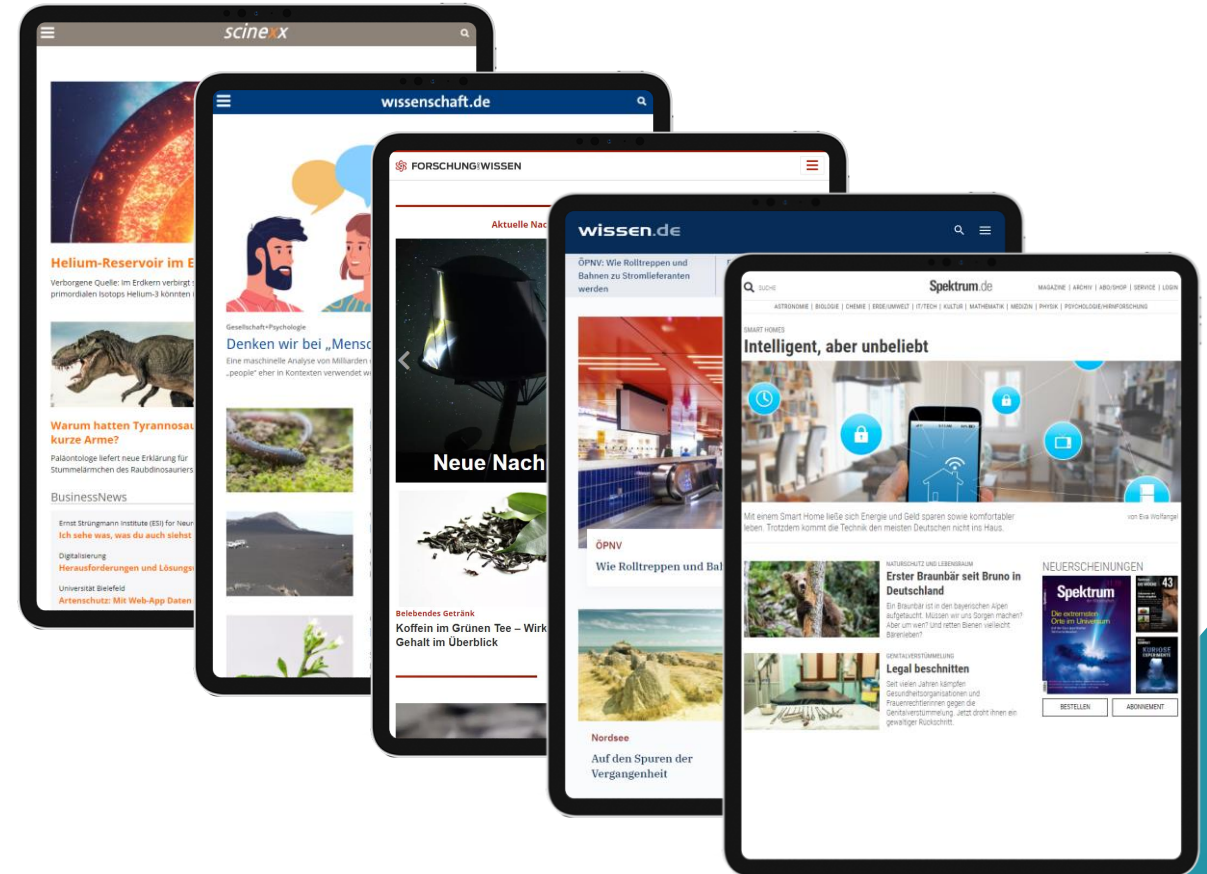 scinexx
Helium-Reservoir im E
Verborgene Quelle: Im Erdkern verbirgt s
primordialen Isotops Helium-3 könnten i
Warum hatten Tyrannosau
kurze Arme?
Paläontologe liefert neue Erklärung für
Stummelärmchen des Raubdinosauriers
BusinessNews
Ernst Strüngmann Institute (ESI) for Neur
Ich sehe was, was du auch siehst
Digitalisierung
Herausforderungen und Lösungsw
Universität Bielefeld
Artenschutz: Mit Web-App Daten
wissenschaft.de
Gesellschaft+Psychologie
Denken wir bei „Mensc
Eine maschinelle Analyse von Milliarden
„people“ eher in Kontexten verwendet we
FORSCHUNG UND WISSEN
Aktuelle Nac
Neue Nach
Belebendes Getränk
Koffein im Grünen Tee – Wirk
Gehalt im Überblick
wissen.de
ÖPNV: Wie Rolltreppen und
Bahnen zu Stromlieferanten
werden
ÖPNV
Wie Rolltreppen und Bah
Nordsee
Auf den Spuren der
Vergangenheit
SUCHE
Spektrum.de
MAGAZINE | ARCHIV | ABO/SHOP | SERVICE | LOGIN
ASTRONOMIE | BIOLOGIE | CHEMIE | ERDE/UMWELT | IT/TECH | KULTUR | MATHEMATIK | MEDIZIN | PHYSIK | PSYCHOLOGIE/HIRNFORSCHUNG
SMART HOMES
Intelligent, aber unbeliebt
Mit einem Smart Home ließe sich Energie und Geld sparen sowie komfortabler
leben. Trotzdem kommt die Technik den meisten Deutschen nicht ins Haus.
von Eva Wolfangel
NATURSCHUTZ UND LEBENSRAUM
Erster Braunbär seit Bruno in
Deutschland
Ein Braunbär ist in den bayerischen Alpen
aufgetaucht. Müssen wir uns Sorgen machen?
Aber um wen? Und retten Bienen vielleicht
Bärenleben?
GENITALVERSTÜMMELUNG
Legal beschnitten
Seit vielen Jahren kämpfen
Gesundheitsorganisationen und
Frauenrechtlerinnen gegen die
Genitalverstümmelung. Jetzt droht ihnen ein
gewaltiger Rückschritt.
NEUERSCHEINUNGEN
Spektrum
Die extremsten
Orte im Universum
43
KURIOSE
EXPERIMENTE
BESTELLEN
ABONNEMENT